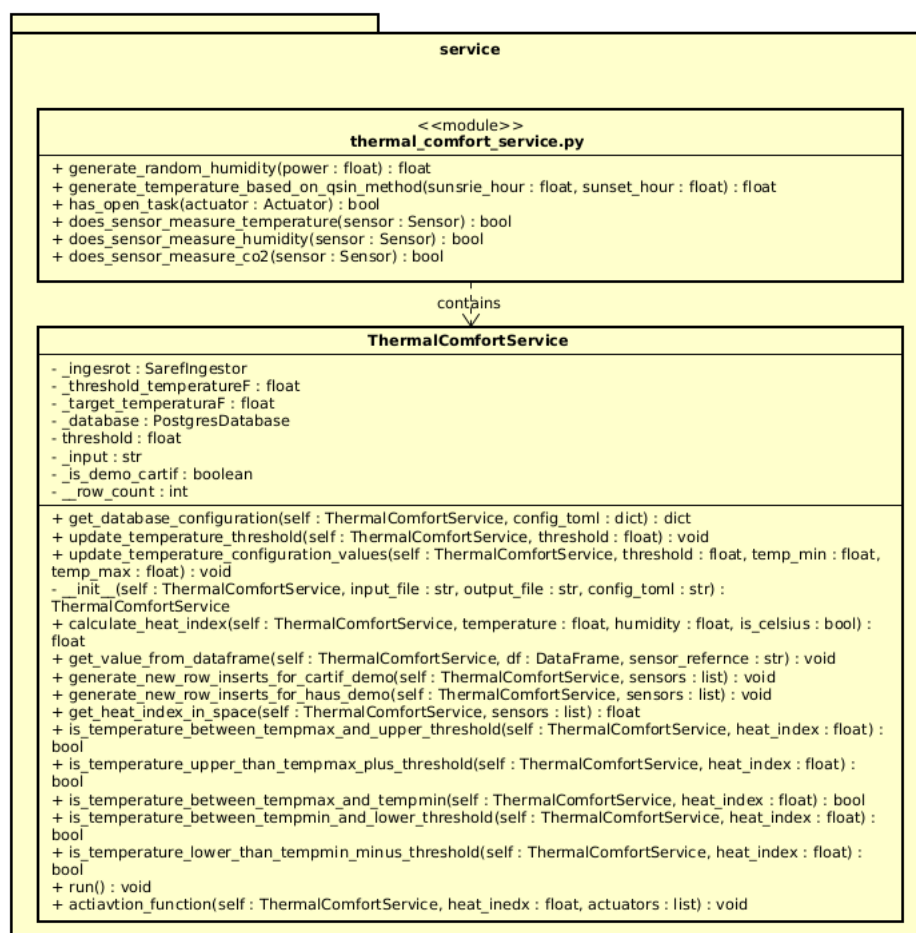 service
<<module>>
thermal_comfort_service.py
+ generate_random_humidity(power : float) : float
+ generate_temperature_based_on_qsin_method(sunsrie_hour : float, sunset_hour : float) : float
+ has_open_task(actuator : Actuator) : bool
+ does_sensor_measure_temperature(sensor : Sensor) : bool
+ does_sensor_measure_humidity(sensor : Sensor) : bool
+ does_sensor_measure_co2(sensor : Sensor) : bool
contains
ThermalComfortService
- _ingesrot : SarefIngestor
- _threshold_temperatureF : float
- _target_temperaturaF : float
- _database : PostgresDatabase
- threshold : float
- _input : str
- _is_demo_cartif : boolean
- __row_count : int
+ get_database_configuration(self : ThermalComfortService, config_toml : dict) : dict
+ update_temperature_threshold(self : ThermalComfortService, threshold : float) : void
+ update_temperature_configuration_values(self : ThermalComfortService, threshold : float, temp_min : float,
temp_max : float) : void
- __init__(self : ThermalComfortService, input_file : str, output_file : str, config_toml : str) :
ThermalComfortService
+ calculate_heat_index(self : ThermalComfortService, temperature : float, humidity : float, is_celsius : bool) :
float
+ get_value_from_dataframe(self : ThermalComfortService, df : DataFrame, sensor_refernce : str) : void
+ generate_new_row_inserts_for_cartif_demo(self : ThermalComfortService, sensors : list) : void
+ generate_new_row_inserts_for_haus_demo(self : ThermalComfortService, sensors : list) : void
+ get_heat_index_in_space(self : ThermalComfortService, sensors : list) : float
+ is_temperature_between_tempmax_and_upper_threshold(self : ThermalComfortService, heat_index : float) :
bool
+ is_temperature_upper_than_tempmax_plus_threshold(self : ThermalComfortService, heat_index : float) :
bool
+ is_temperature_between_tempmax_and_tempmin(self : ThermalComfortService, heat_index : float) : bool
+ is_temperature_between_tempmin_and_lower_threshold(self : ThermalComfortService, heat_index : float) :
bool
+ is_temperature_lower_than_tempmin_minus_threshold(self : ThermalComfortService, heat_index : float) :
bool
+ run() : void
+ actiavtion_function(self : ThermalComfortService, heat_inedx : float, actuators : list) : void